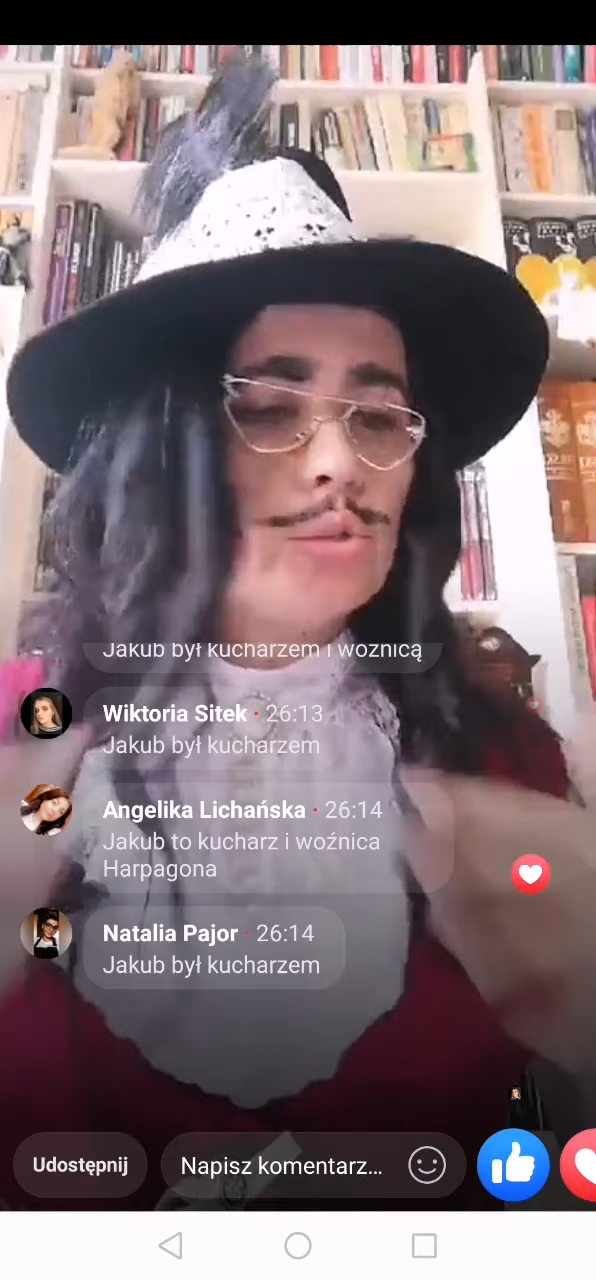 Jakub był kucharzem i woźnicą
Wiktoria Sitek · 26:13
Jakub był kucharzem
Angelika Lichańska · 26:14
Jakub to kucharz i woźnica
Harpagona
Natalia Pajor · 26:14
Jakub był kucharzem
Udostępnij
Napisz komentarz...